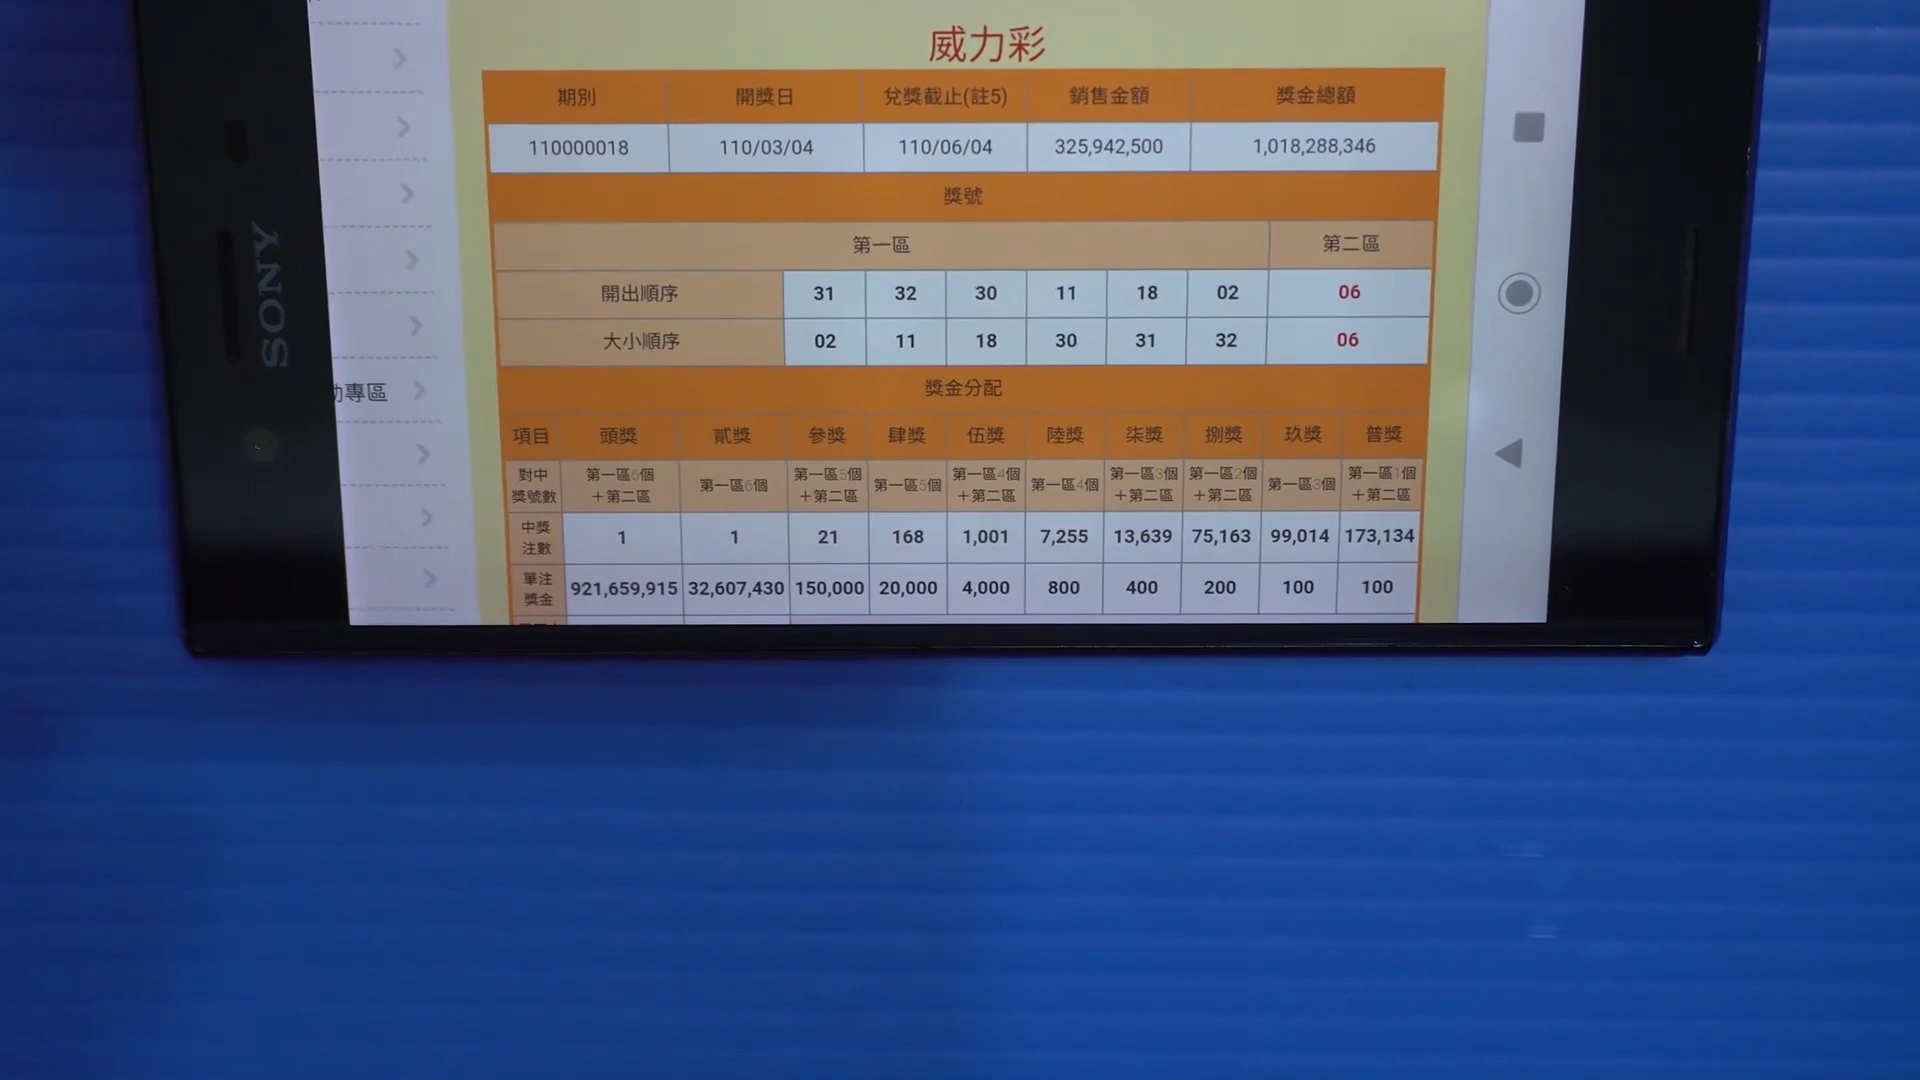 威力彩
期別 開獎日 兌獎截止(註5) 銷售金額 獎金總額
110000018 110/03/04 110/06/04 325,942,500 1,018,288,346
獎號
第一區 第二區
開出順序 31 32 30 11 18 02 06
大小順序 02 11 18 30 31 32 06
獎金分配
項目 頭獎 貳獎 參獎 肆獎 伍獎 陸獎 柒獎 捌獎 玖獎 普獎
對中獎號數 第一區6個+第二區 第一區6個 第一區5個+第二區 第一區5個 第一區4個+第二區 第一區4個 第一區3個+第二區 第一區2個+第二區 第一區3個 第一區1個+第二區
中獎注數 1 1 21 168 1,001 7,255 13,639 75,163 99,014 173,134
單注獎金 921,659,915 32,607,430 150,000 20,000 4,000 800 400 200 100 100
專區
SONY